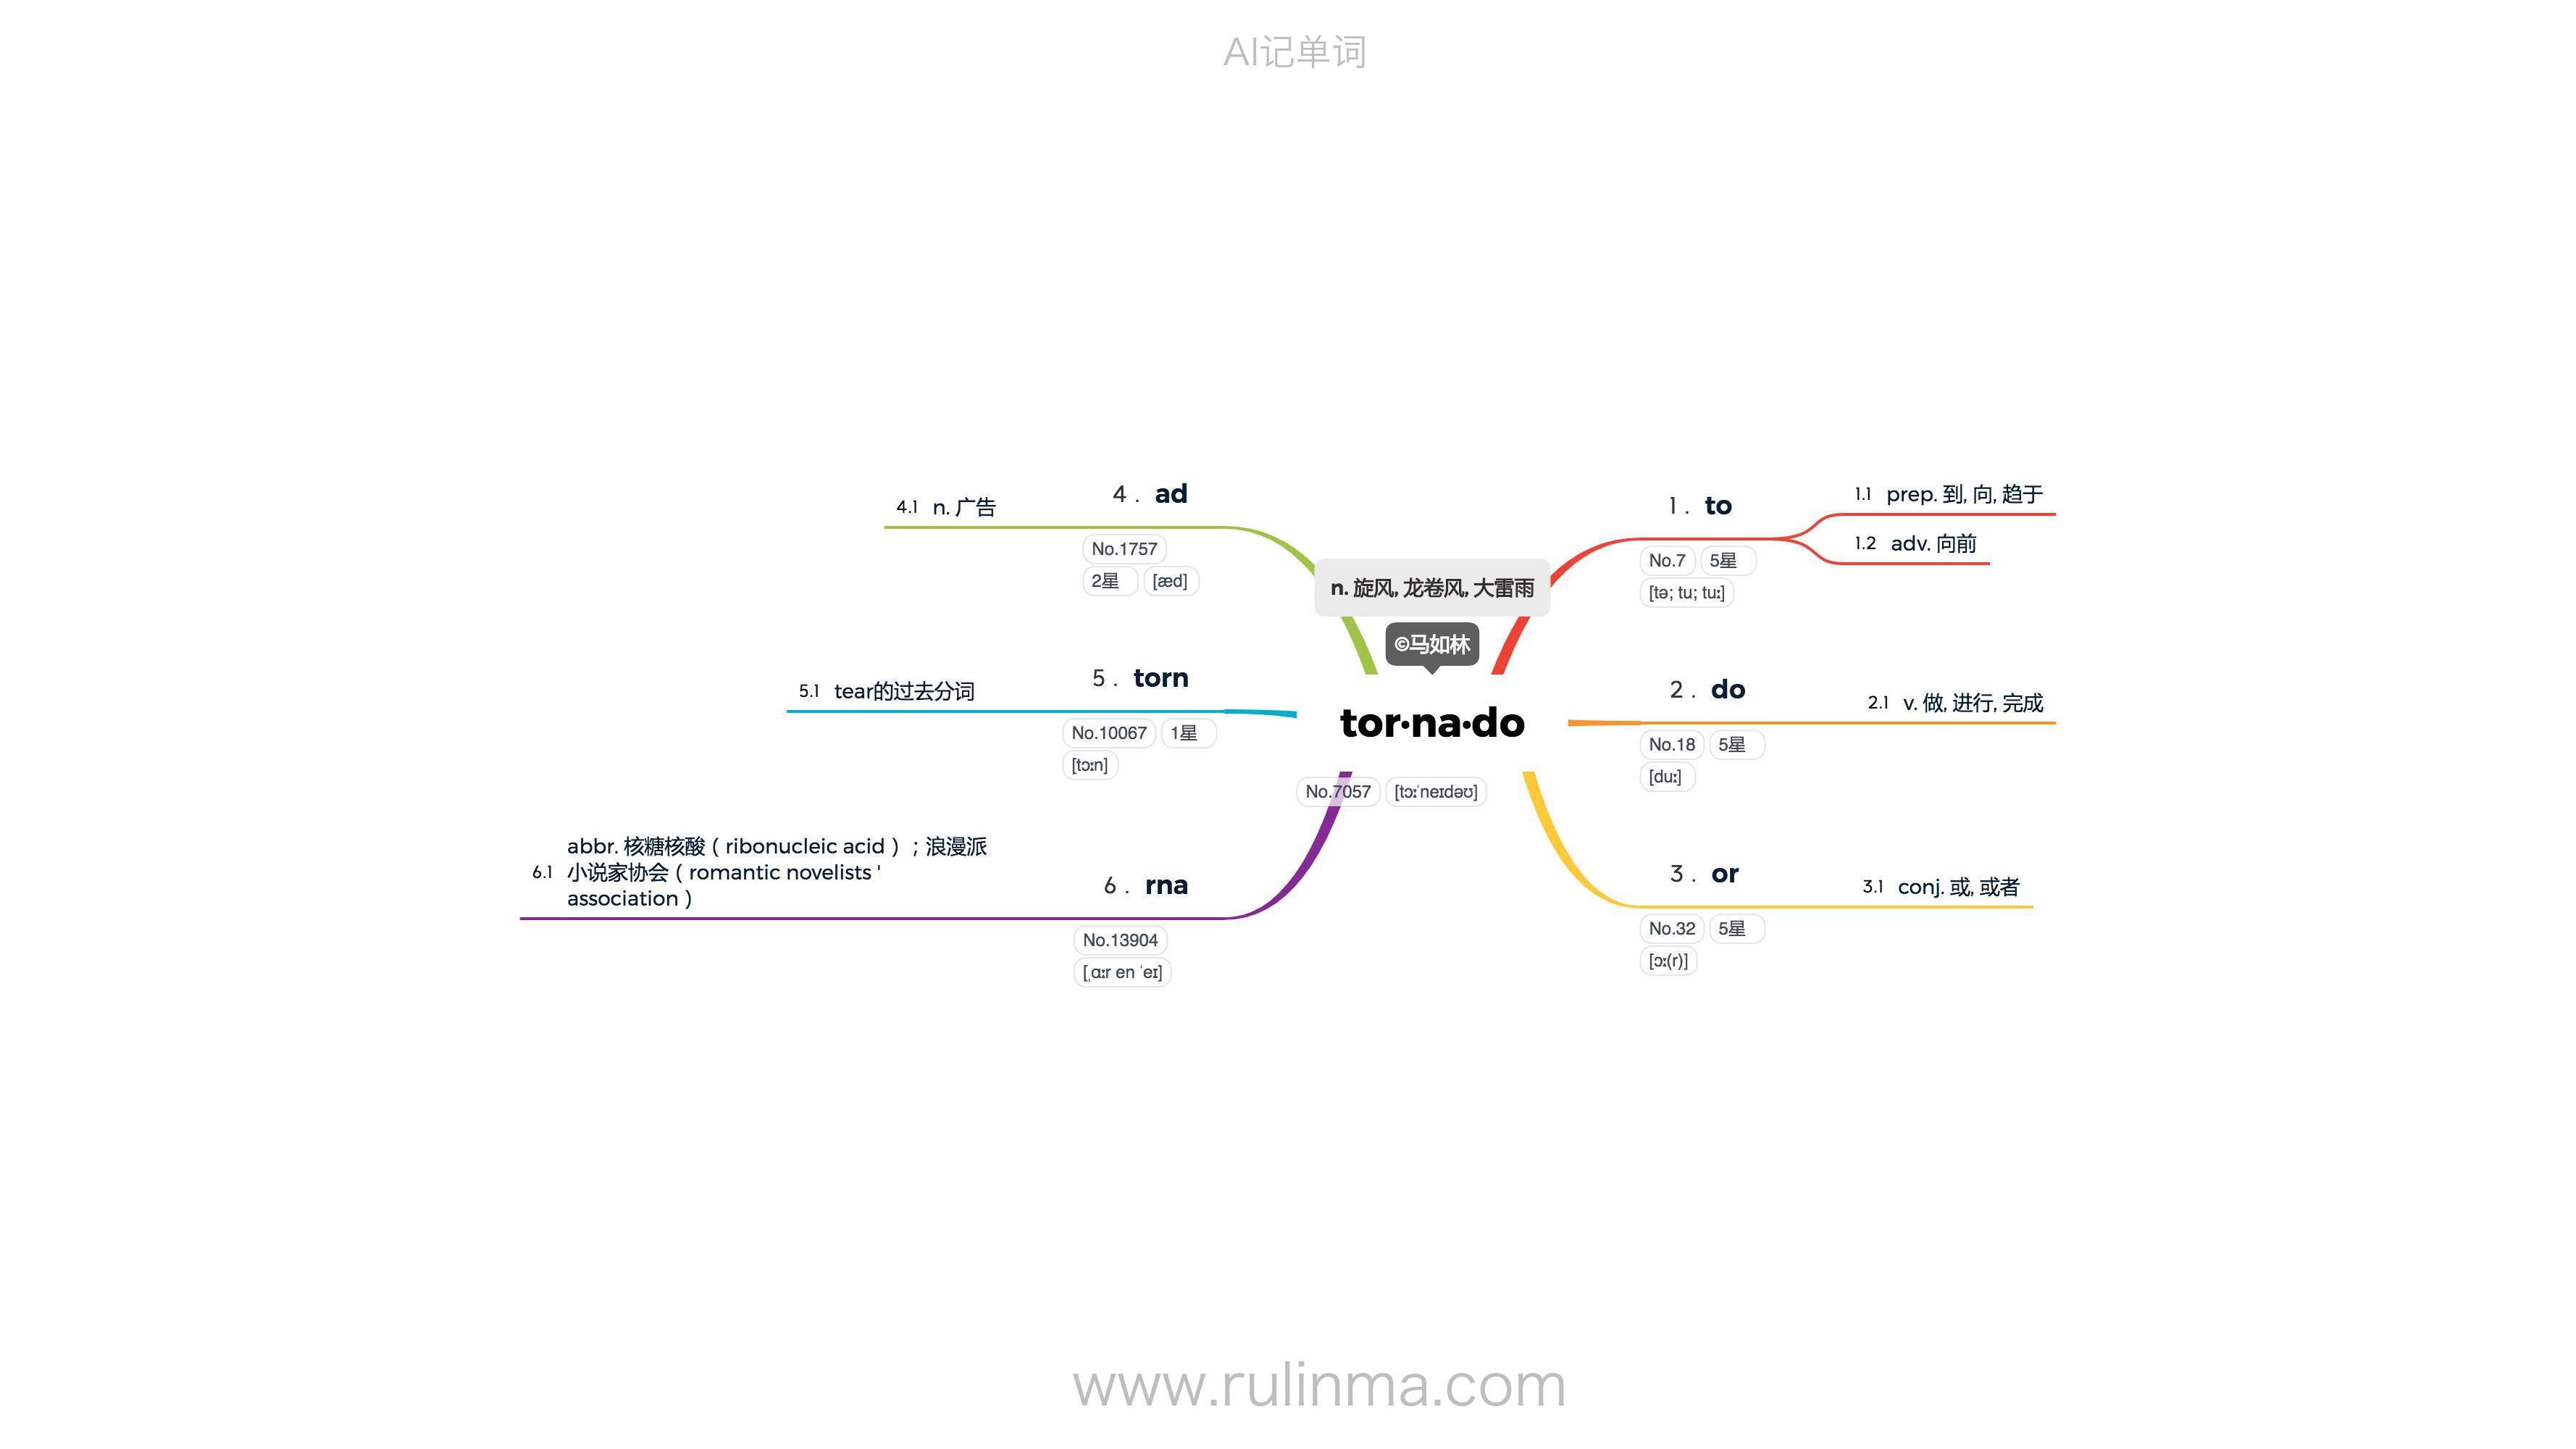 AI记单词
n. 旋风, 龙卷风, 大雷雨
©马如林
tor·na·do
No.7057 [tɔːˈneɪdəʊ]
1 . to
No.7 5星
[tə; tu; tuː]
1.1 prep. 到, 向, 趋于
1.2 adv. 向前
2 . do
No.18 5星
[duː]
2.1 v. 做, 进行, 完成
3 . or
No.32 5星
[ɔː(r)]
3.1 conj. 或, 或者
4 . ad
No.1757
2星 [æd]
4.1 n. 广告
5 . torn
No.10067 1星
[tɔːn]
5.1 tear的过去分词
6 . rna
No.13904
[ˌɑːr en ˈeɪ]
6.1 abbr. 核糖核酸（ribonucleic acid）；浪漫派
小说家协会（romantic novelists '
association）
www.rulinma.com